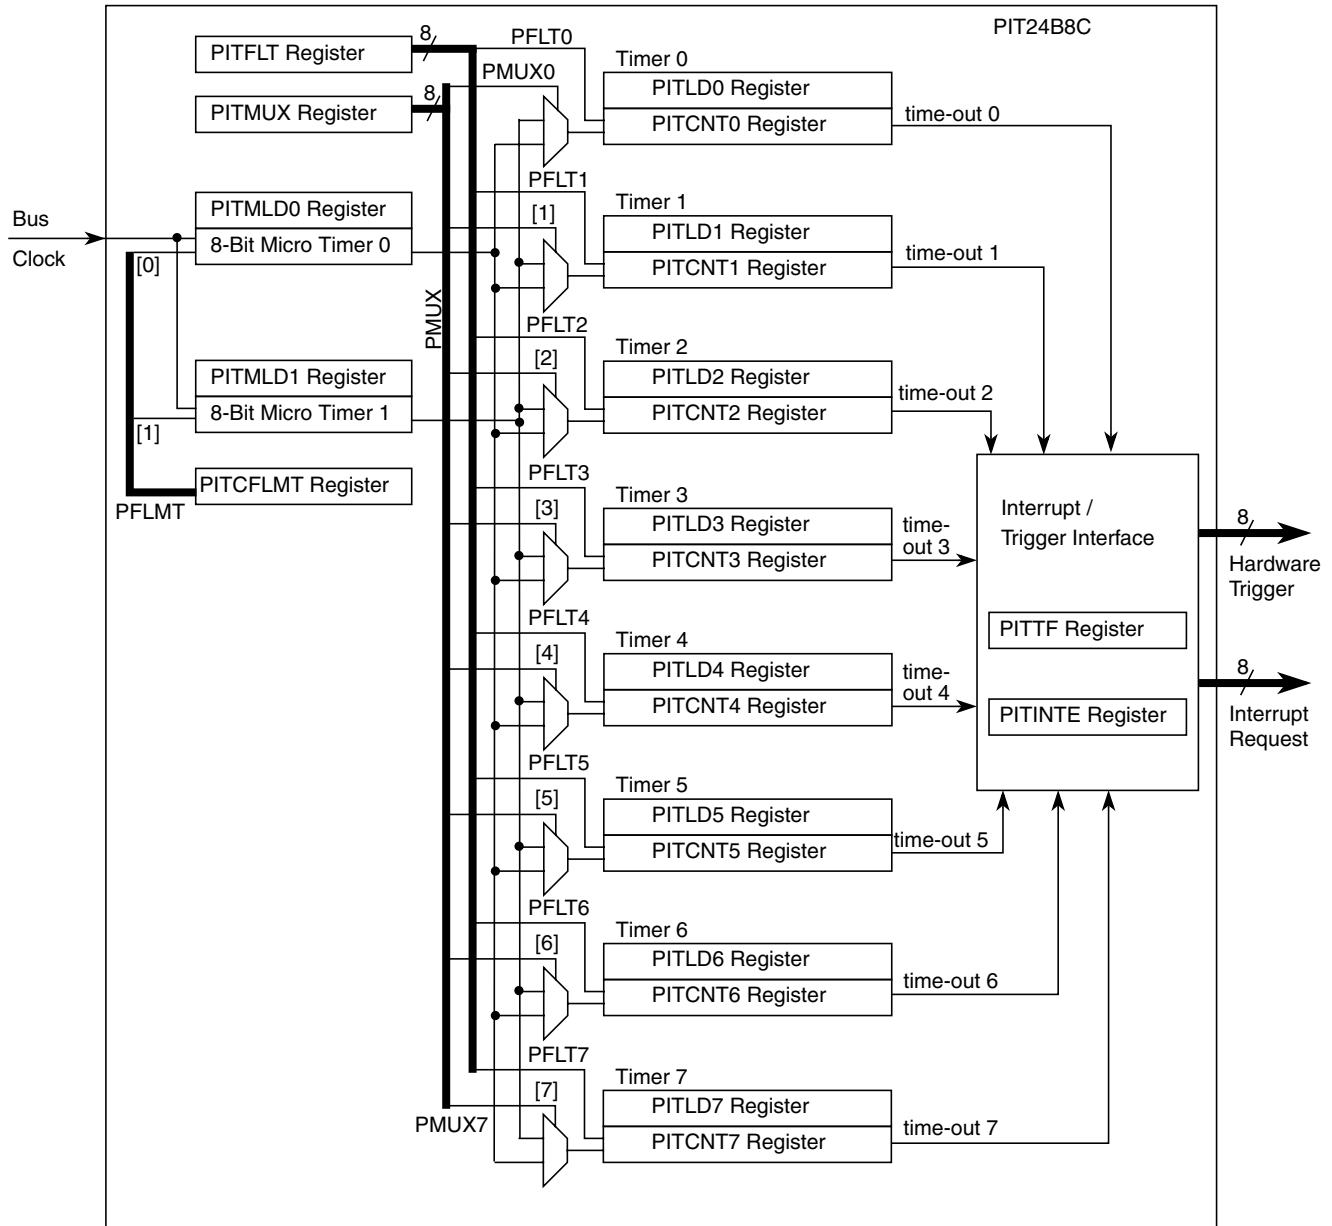 PIT24B8C
PITFLT Register
8
PFLT0
PMUX0
Timer 0
PITLD0 Register
PITCNT0 Register
time-out 0
PITMUX Register
8
PFLT1
[1]
Timer 1
PITLD1 Register
PITCNT1 Register
time-out 1
Bus
Clock
PITMLD0 Register
8-Bit Micro Timer 0
[0]
PMUX
PFLT2
[2]
Timer 2
PITLD2 Register
PITCNT2 Register
time-out 2
PITMLD1 Register
8-Bit Micro Timer 1
[1]
PITCFLMT Register
PFLMT
PFLT3
[3]
Timer 3
PITLD3 Register
PITCNT3 Register
time-
out 3
Interrupt /
Trigger Interface
8
Hardware
Trigger
PITTF Register
PFLT4
[4]
Timer 4
PITLD4 Register
PITCNT4 Register
time-
out 4
PITINTE Register
8
Interrupt
Request
PFLT5
[5]
Timer 5
PITLD5 Register
PITCNT5 Register
time-out 5
PFLT6
[6]
Timer 6
PITLD6 Register
PITCNT6 Register
time-out 6
PFLT7
[7]
PMUX7
Timer 7
PITLD7 Register
PITCNT7 Register
time-out 7